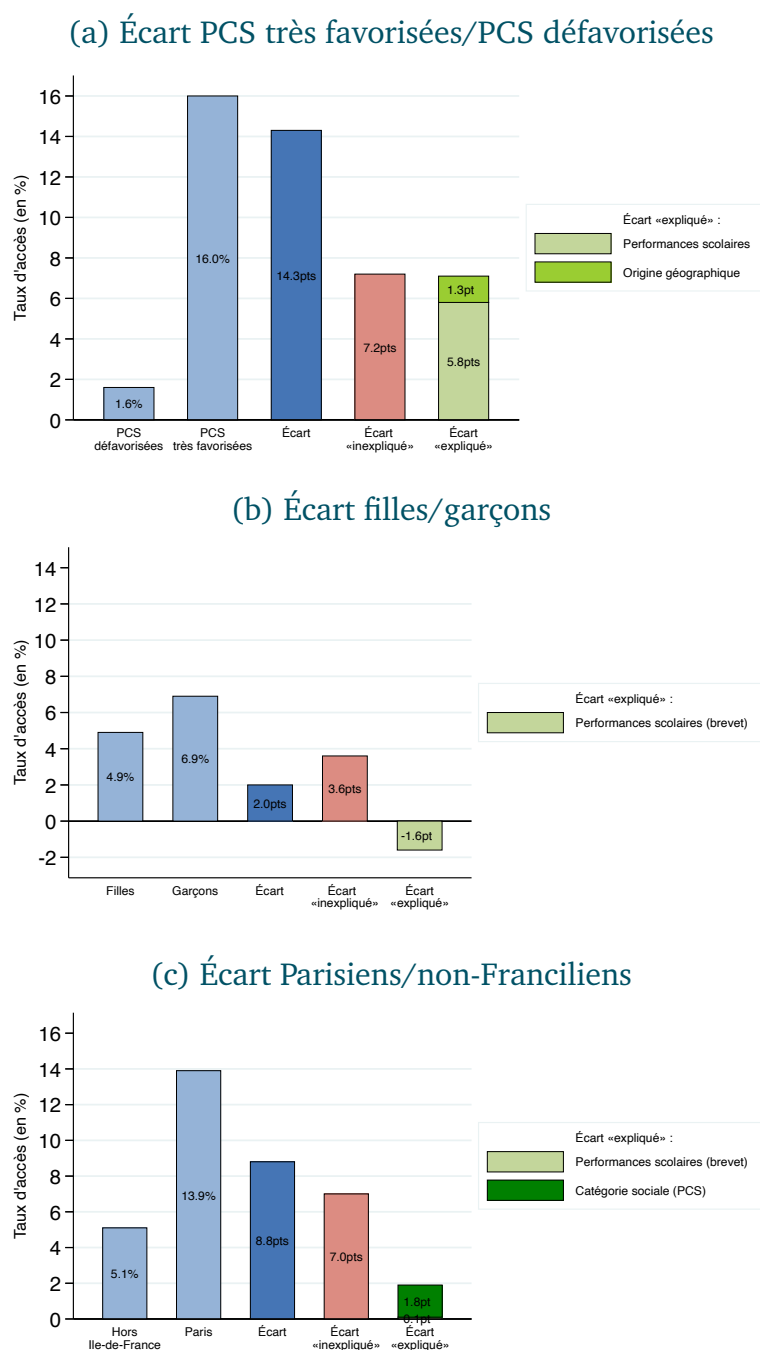 (a) Écart PCS très favorisées/PCS défavorisées
Taux d'accès (en %)
16
14
12
10
8
6
4
2
0
1.6%
16.0%
14.3pts
7.2pts
1.3pt
5.8pts
PCS
défavorisées
PCS
très favorisées
Écart
Écart
«inexpliqué»
Écart
«expliqué»
Écart «expliqué» :
Performances scolaires
Origine géographique
(b) Écart filles/garçons
Taux d'accès (en %)
14
12
10
8
6
4
2
0
-2
4.9%
6.9%
2.0pts
3.6pts
-1.6pt
Filles
Garçons
Écart
Écart
«inexpliqué»
Écart
«expliqué»
Écart «expliqué» :
Performances scolaires (brevet)
(c) Écart Parisiens/non-Franciliens
Taux d'accès (en %)
16
14
12
10
8
6
4
2
0
5.1%
13.9%
8.8pts
7.0pts
1.8pt
0.1pt
Hors
Ile-de-France
Paris
Écart
Écart
«inexpliqué»
Écart
«expliqué»
Écart «expliqué» :
Performances scolaires (brevet)
Catégorie sociale (PCS)